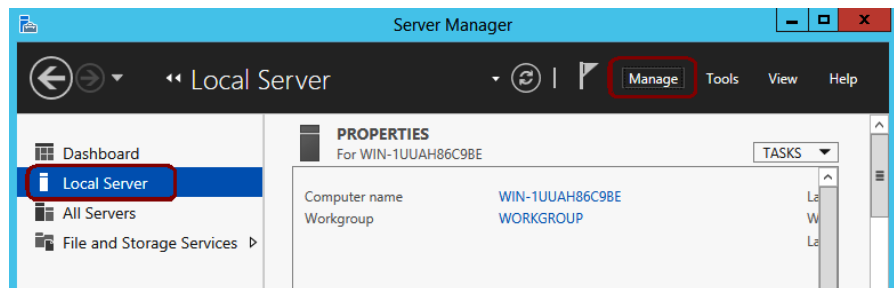 Server Manager
Local Server
Manage Tools View Help
Dashboard
Local Server
All Servers
File and Storage Services
PROPERTIES
For WIN-1UUAH86C9BE
TASKS
Computer name WIN-1UUAH86C9BE
Workgroup WORKGROUP